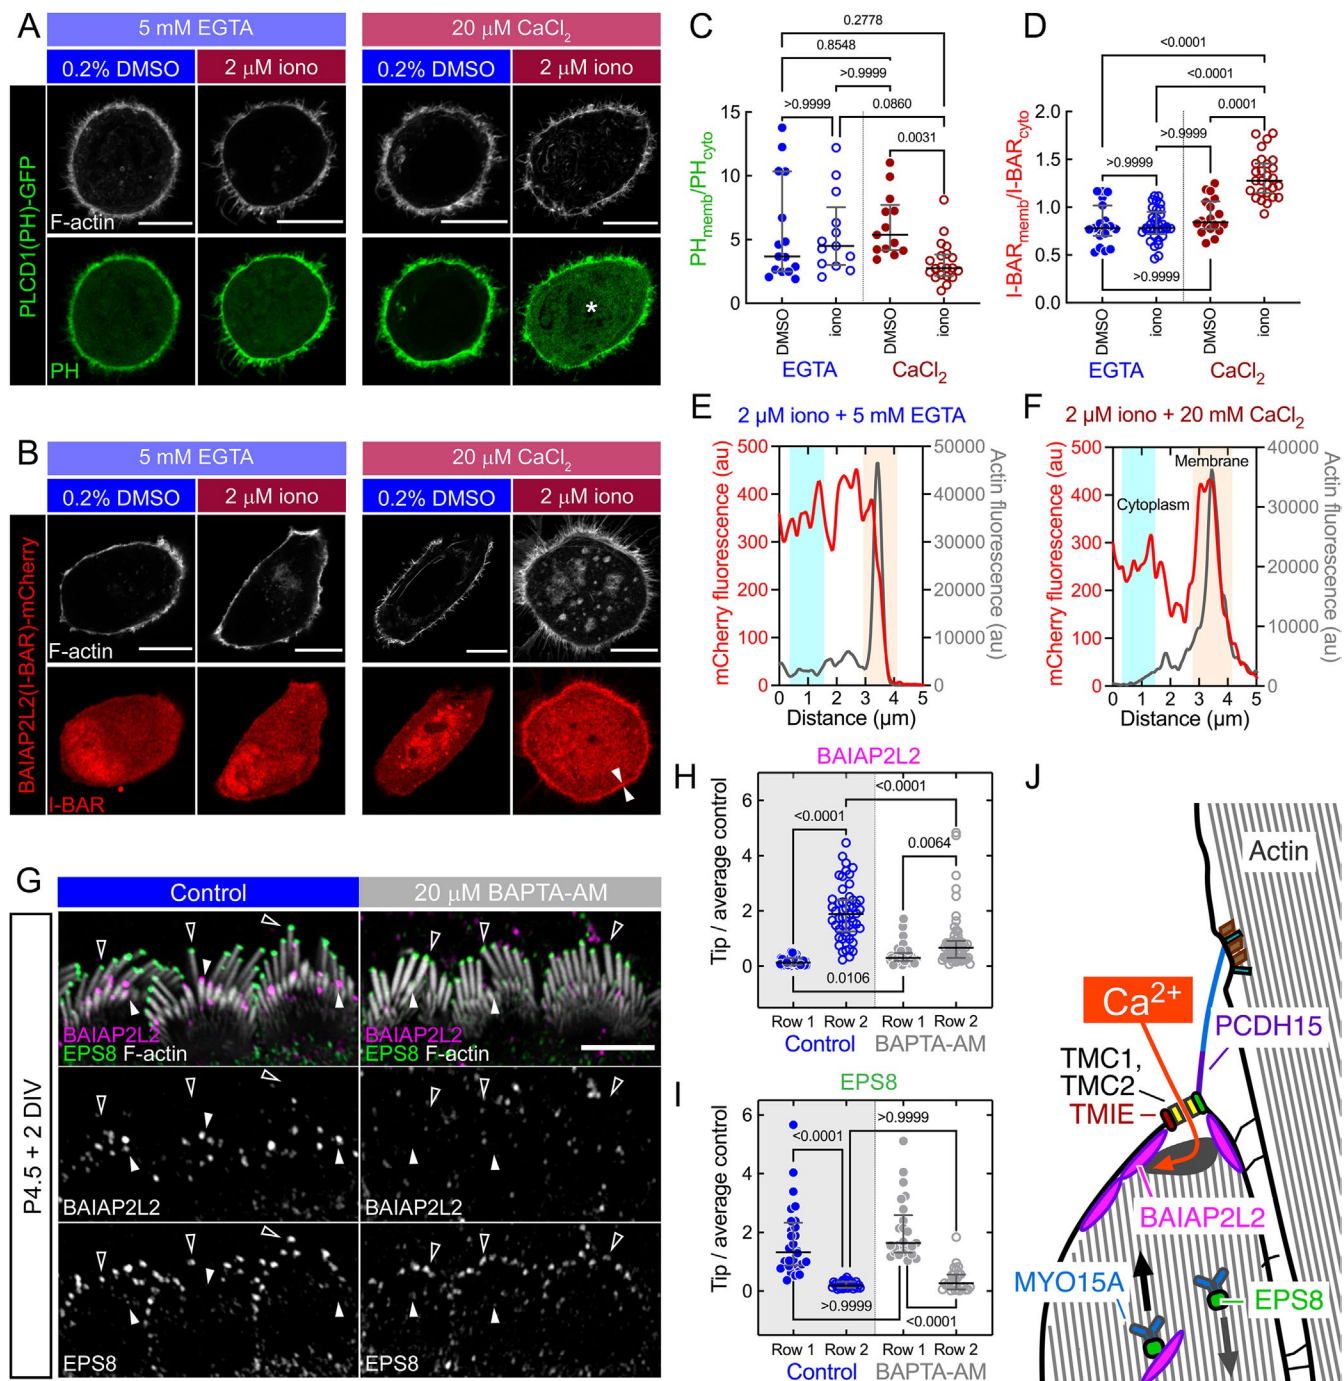 A
5 mM EGTA
20 μM CaCl2
0.2% DMSO
2 μM iono
0.2% DMSO
2 μM iono
PLCD1(PH)-GFP
F-actin
PH
*
B
5 mM EGTA
20 μM CaCl2
0.2% DMSO
2 μM iono
0.2% DMSO
2 μM iono
BAIAP2L2(I-BAR)-mCherry
F-actin
I-BAR
C
0.2778
0.8548
>0.9999
>0.9999
0.0860
0.0031
PHmemb/PHcyto
15
10
5
0
DMSO
iono
DMSO
iono
EGTA
CaCl2
D
<0.0001
<0.0001
0.0001
>0.9999
>0.9999
>0.9999
I-BARmemb/I-BARcyto
2.0
1.5
1.0
0.5
0.0
DMSO
iono
DMSO
iono
EGTA
CaCl2
E
2 μM iono + 5 mM EGTA
mCherry fluorescence (au)
500
400
300
200
100
0
Actin fluorescence (au)
50000
40000
30000
20000
10000
0
0 1 2 3 4 5
Distance (μm)
F
2 μM iono + 20 mM CaCl2
mCherry fluorescence (au)
500
400
300
200
100
0
Membrane
Cytoplasm
Actin fluorescence (au)
40000
30000
20000
10000
0
0 1 2 3 4 5
Distance (μm)
G
Control
20 μM BAPTA-AM
P4.5 + 2 DIV
BAIAP2L2
EPS8 F-actin
BAIAP2L2
EPS8 F-actin
BAIAP2L2
BAIAP2L2
EPS8
EPS8
H
BAIAP2L2
Tip / average control
6
4
2
0
<0.0001
<0.0001
0.0064
0.0106
Row 1 Row 2 Row 1 Row 2
Control BAPTA-AM
I
EPS8
Tip / average control
6
4
2
0
>0.9999
<0.0001
>0.9999
<0.0001
Row 1 Row 2 Row 1 Row 2
Control BAPTA-AM
J
Actin
Ca2+
PCDH15
TMC1,
TMC2
TMIE
BAIAP2L2
MYO15A
EPS8